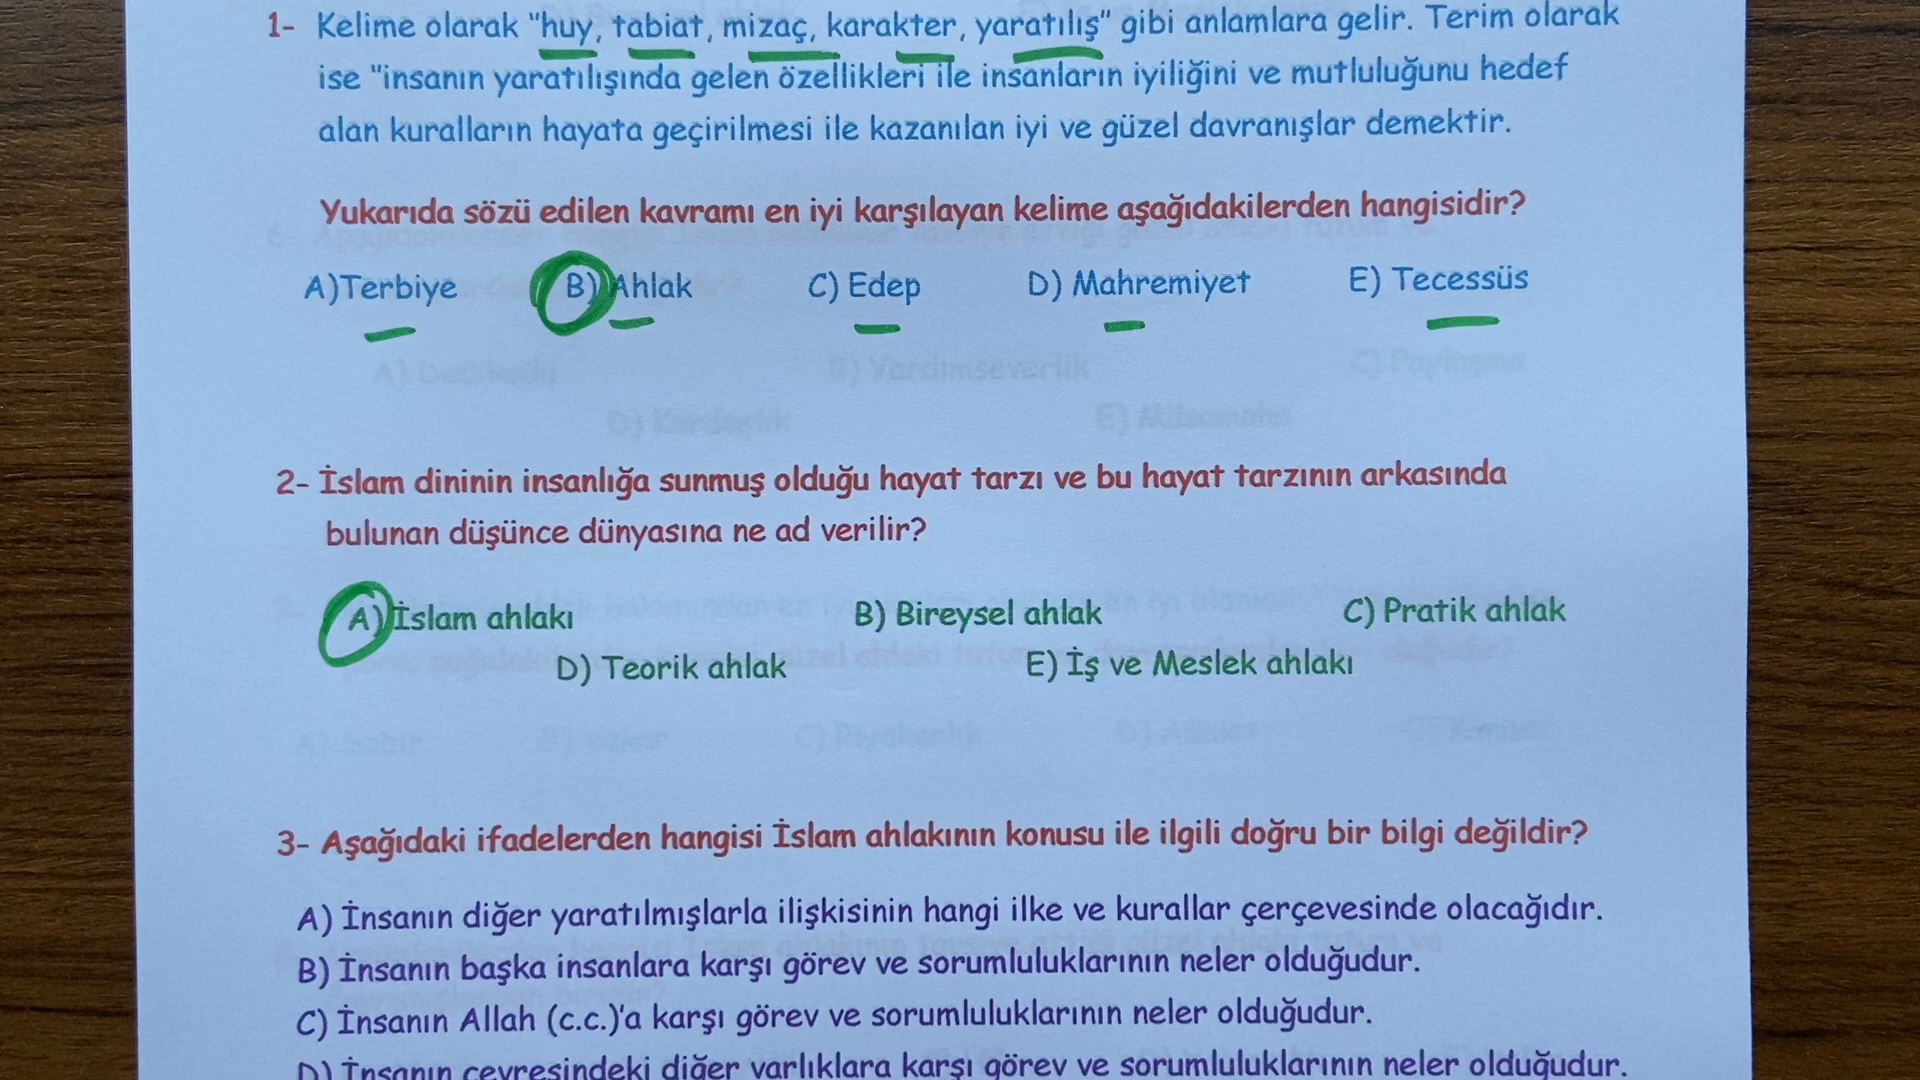 1- Kelime olarak "huy, tabiat, mizaç, karakter, yaratılış" gibi anlamlara gelir. Terim olarak
ise "insanın yaratılışında gelen özellikleri ile insanların iyiliğini ve mutluluğunu hedef
alan kuralların hayata geçirilmesi ile kazanılan iyi ve güzel davranışlar demektir.
Yukarıda sözü edilen kavramı en iyi karşılayan kelime aşağıdakilerden hangisidir?
A)Terbiye B) Ahlak C) Edep D) Mahremiyet E) Tecessüs
2- İslam dininin insanlığa sunmuş olduğu hayat tarzı ve bu hayat tarzının arkasında
bulunan düşünce dünyasına ne ad verilir?
A) İslam ahlakı B) Bireysel ahlak C) Pratik ahlak
D) Teorik ahlak E) İş ve Meslek ahlakı
3- Aşağıdaki ifadelerden hangisi İslam ahlakının konusu ile ilgili doğru bir bilgi değildir?
A) İnsanın diğer yaratılmışlarla ilişkisinin hangi ilke ve kurallar çerçevesinde olacağıdır.
B) İnsanın başka insanlara karşı görev ve sorumluluklarının neler olduğudur.
C) İnsanın Allah (c.c.)'a karşı görev ve sorumluluklarının neler olduğudur.
D) İnsanın çevresindeki diğer varlıklara karşı görev ve sorumluluklarının neler olduğudur.